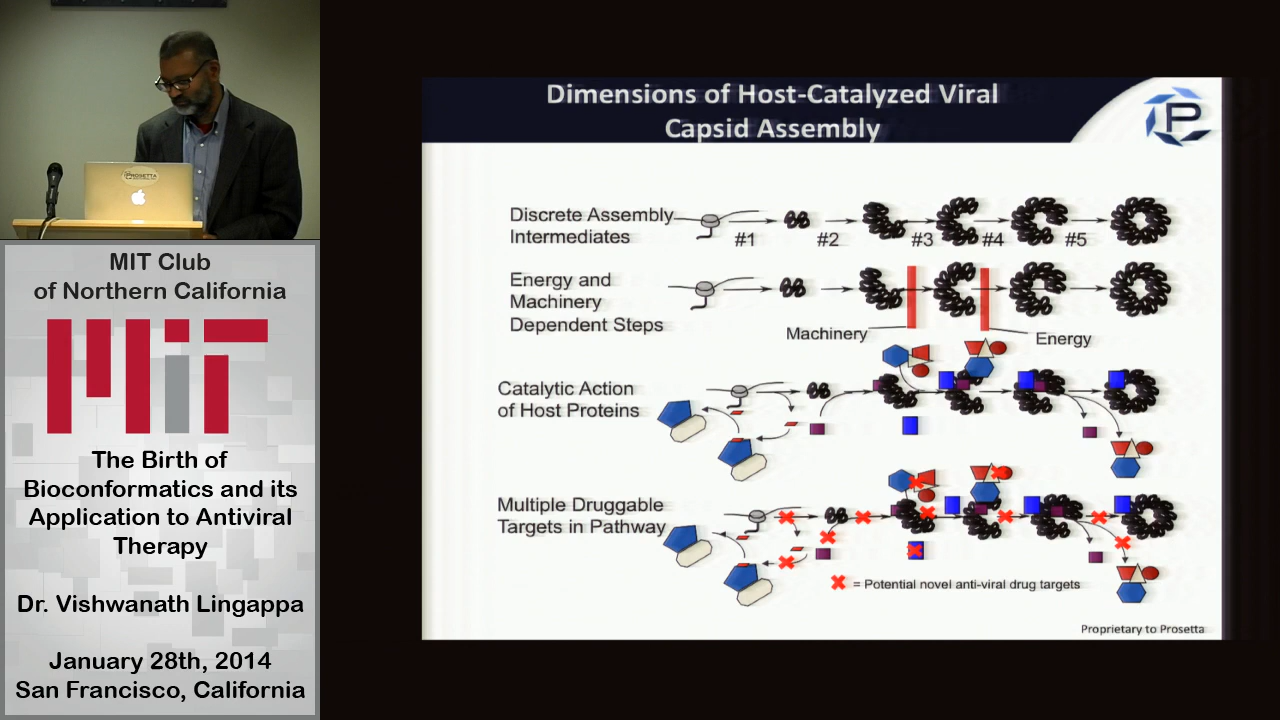 Dimensions of Host-Catalyzed Viral
Capsid Assembly
P
Discrete Assembly
Intermediates
#1
#2
#3
#4
#5
Energy and
Machinery
Dependent Steps
Machinery
Energy
Catalytic Action
of Host Proteins
Multiple Druggable
Targets in Pathway
= Potential novel anti-viral drug targets
Proprietary to Prosetta
PROSETTA
MIT Club
of Northern California
MIT
The Birth of
Bioconformatics and its
Application to Antiviral
Therapy
Dr. Vishwanath Lingappa
January 28th, 2014
San Francisco, California